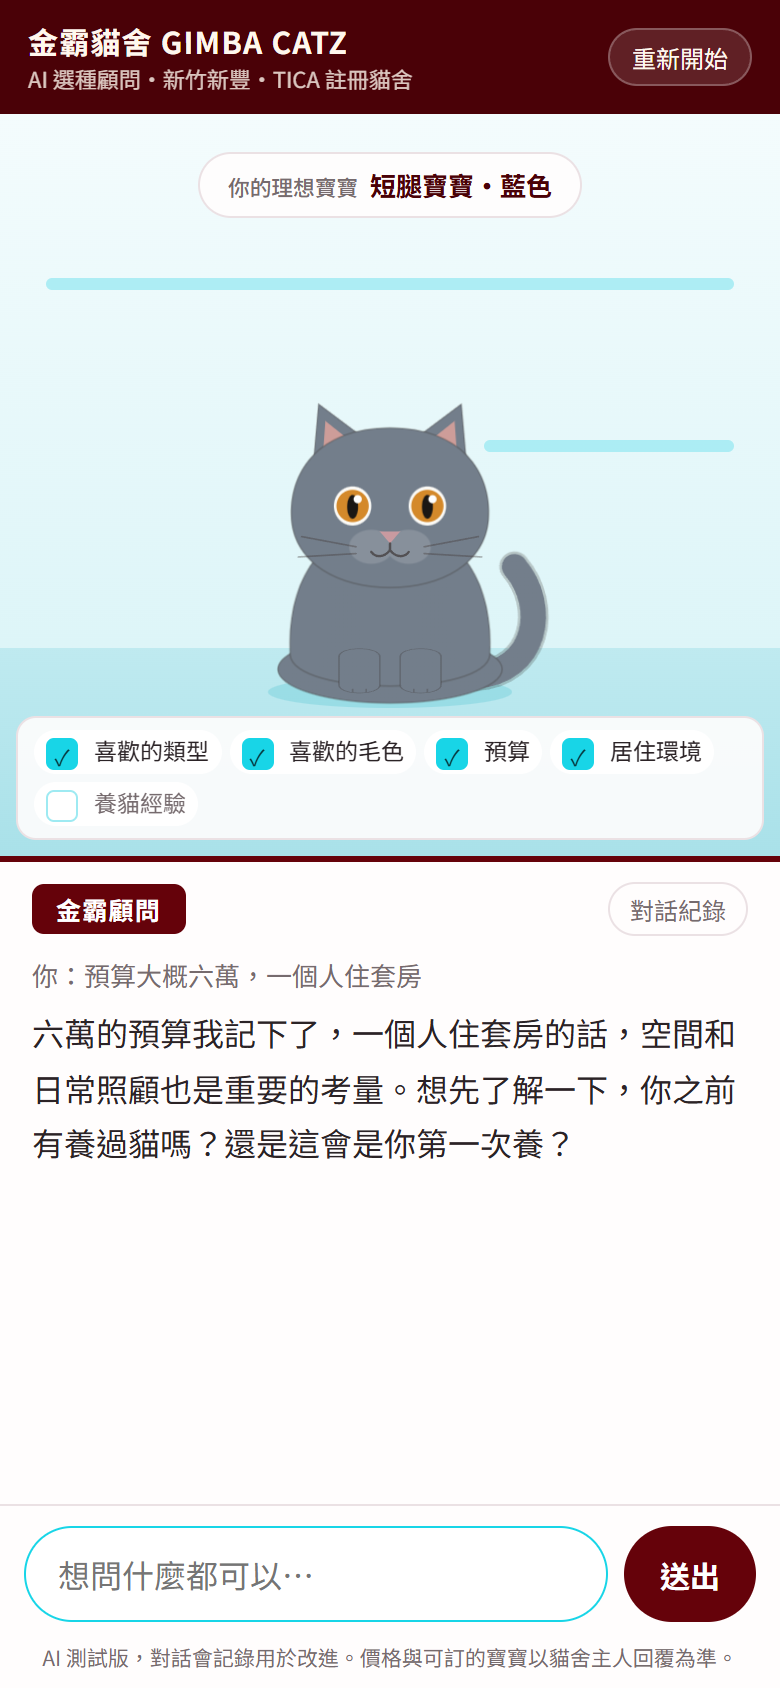 金霸貓舍 GIMBA CATZ
AI 選種顧問・新竹新豐・TICA 註冊貓舍
重新開始
你的理想寶寶 短腿寶寶・藍色
喜歡的類型 喜歡的毛色 預算 居住環境
養貓經驗
金霸顧問
對話紀錄
你：預算大概六萬，一個人住套房
六萬的預算我記下了，一個人住套房的話，空間和
日常照顧也是重要的考量。想先了解一下，你之前
有養過貓嗎？還是這會是你第一次養？
想問什麼都可以⋯
送出
AI 測試版，對話會記錄用於改進。價格與可訂的寶寶以貓舍主人回覆為準。